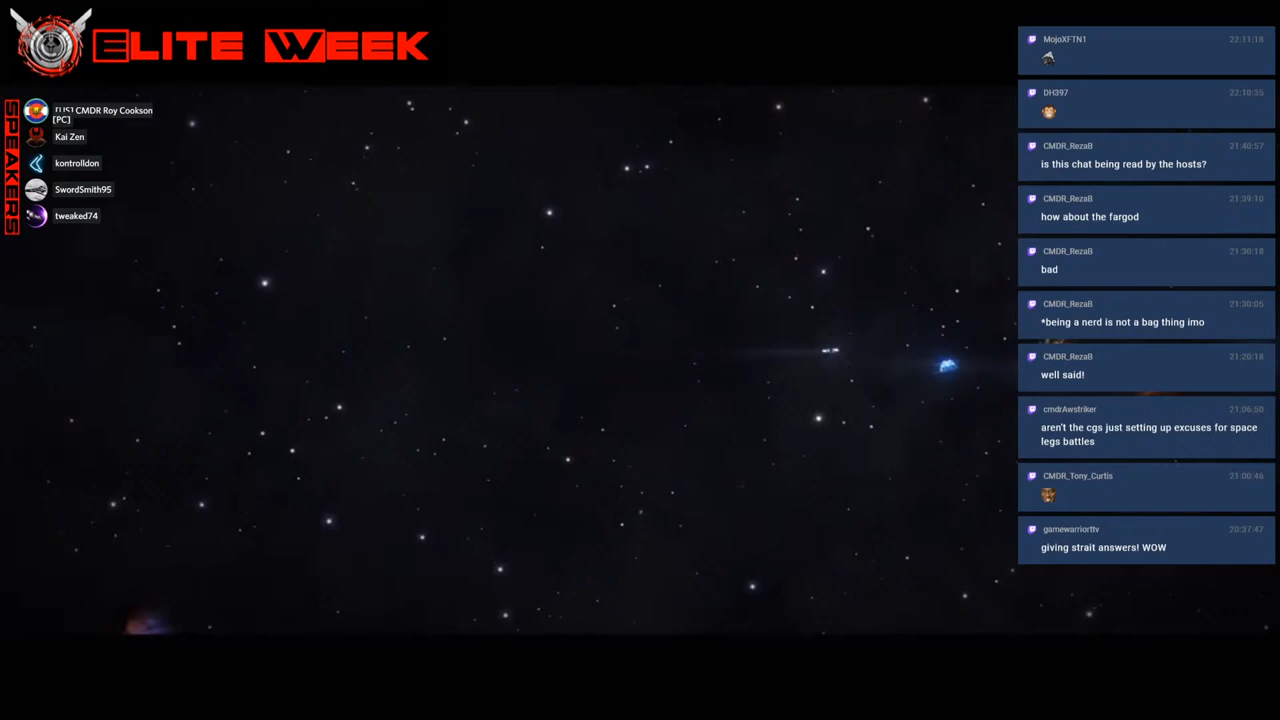 ELITE WEEK
SPEAKERS
[US] CMDR Roy Cookson
[PC]
Kai Zen
kontrolldon
SwordSmith95
tweaked74
MojoXFTN1 22:11:18
DH397 22:10:35
CMDR_RezaB 21:40:57
is this chat being read by the hosts?
CMDR_RezaB 21:39:10
how about the fargod
CMDR_RezaB 21:30:18
bad
CMDR_RezaB 21:30:05
*being a nerd is not a bag thing imo
CMDR_RezaB 21:20:18
well said!
cmdrAwstriker 21:06:50
aren't the cgs just setting up excuses for space
legs battles
CMDR_Tony_Curtis 21:00:46
gamewarriorttv 20:37:47
giving strait answers! WOW